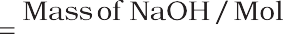 = Mass of NaOH / Mol